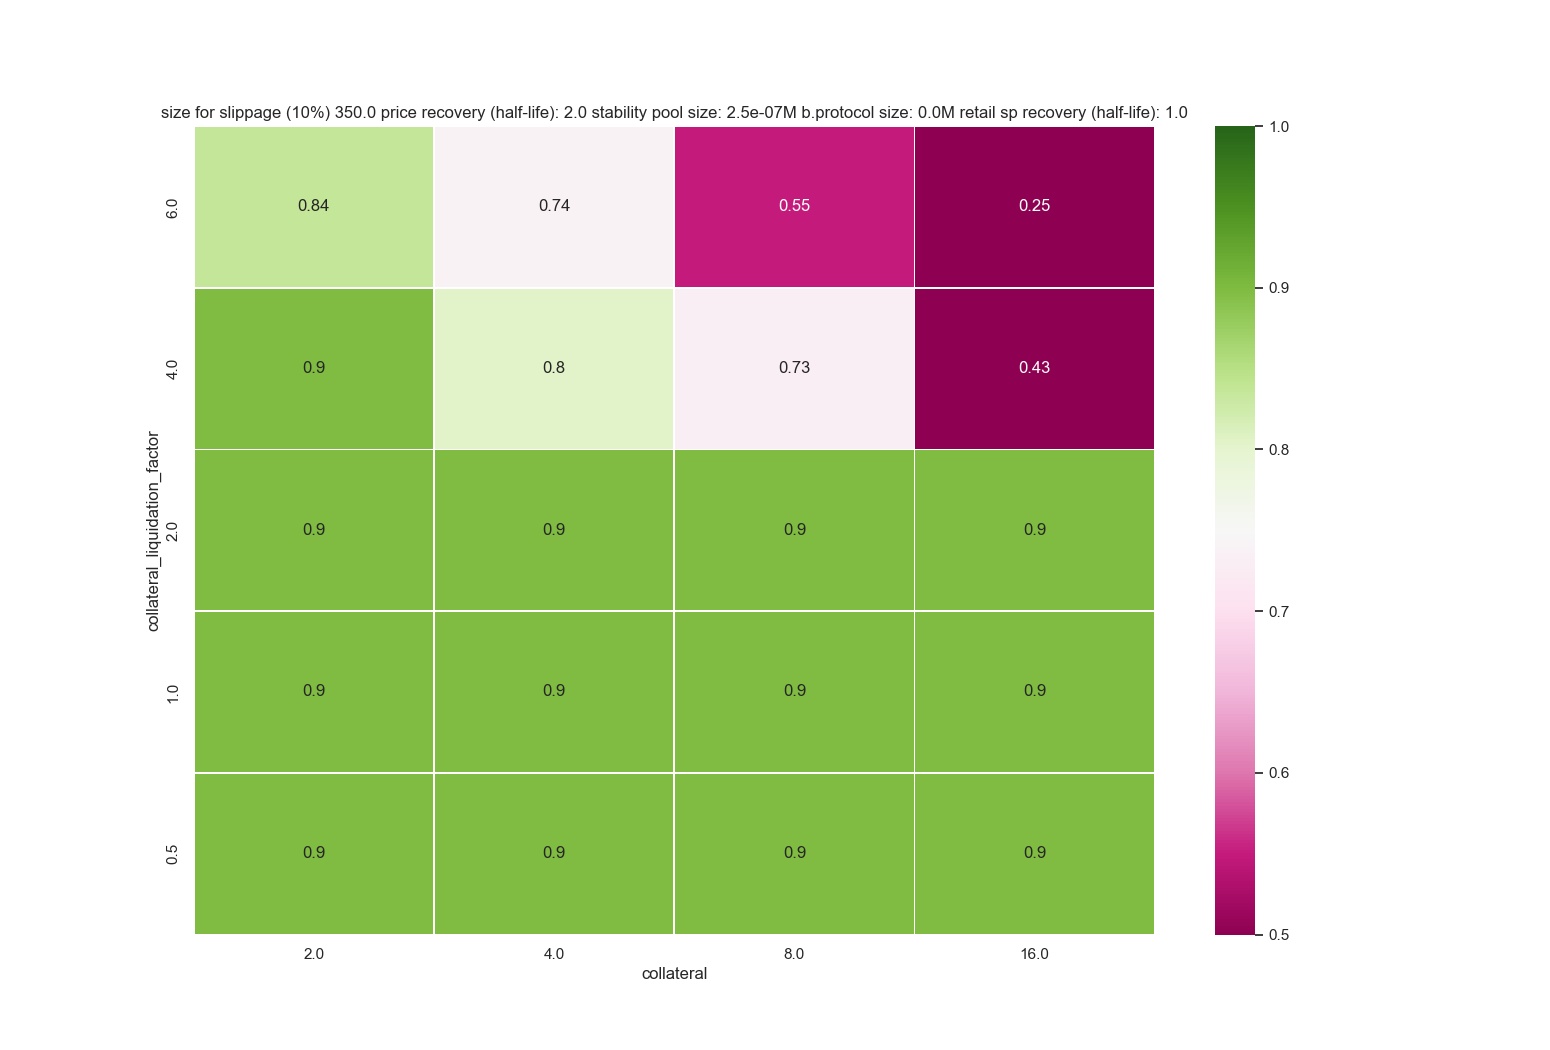 size for slippage (10%) 350.0 price recovery (half-life): 2.0 stability pool size: 2.5e-07M b.protocol size: 0.0M retail sp recovery (half-life): 1.0
collateral_liquidation_factor
6.0 0.84 0.74 0.55 0.25
4.0 0.9 0.8 0.73 0.43
2.0 0.9 0.9 0.9 0.9
1.0 0.9 0.9 0.9 0.9
0.5 0.9 0.9 0.9 0.9
2.0 4.0 8.0 16.0
collateral
1.0
0.9
0.8
0.7
0.6
0.5